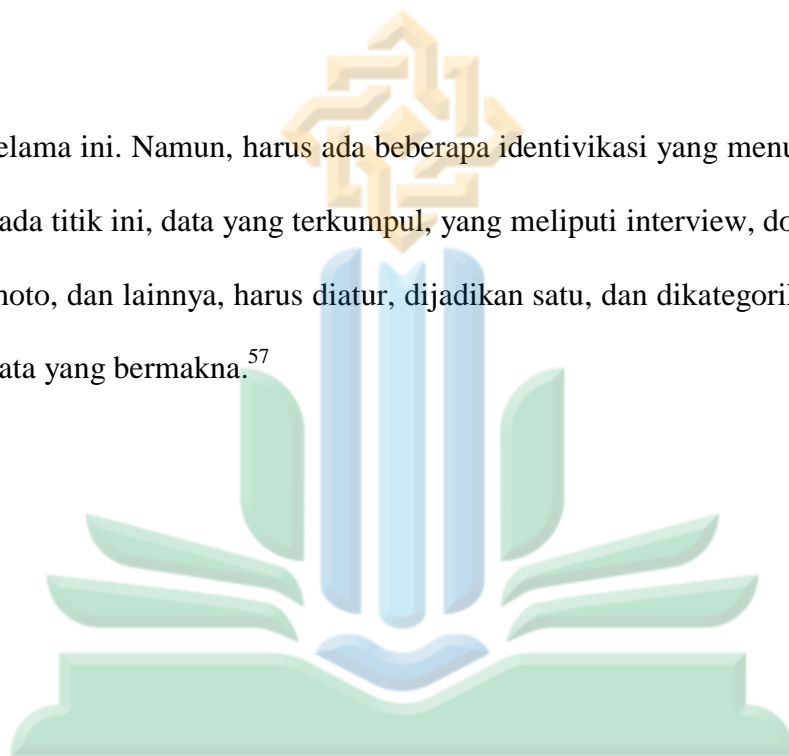 elama ini. Namun, harus ada beberapa identivikasi yang menu
ada titik ini, data yang terkumpul, yang meliputi interview, do
hoto, dan lainnya, harus diatur, dijadikan satu, dan dikategoril
ata yang bermakna.57